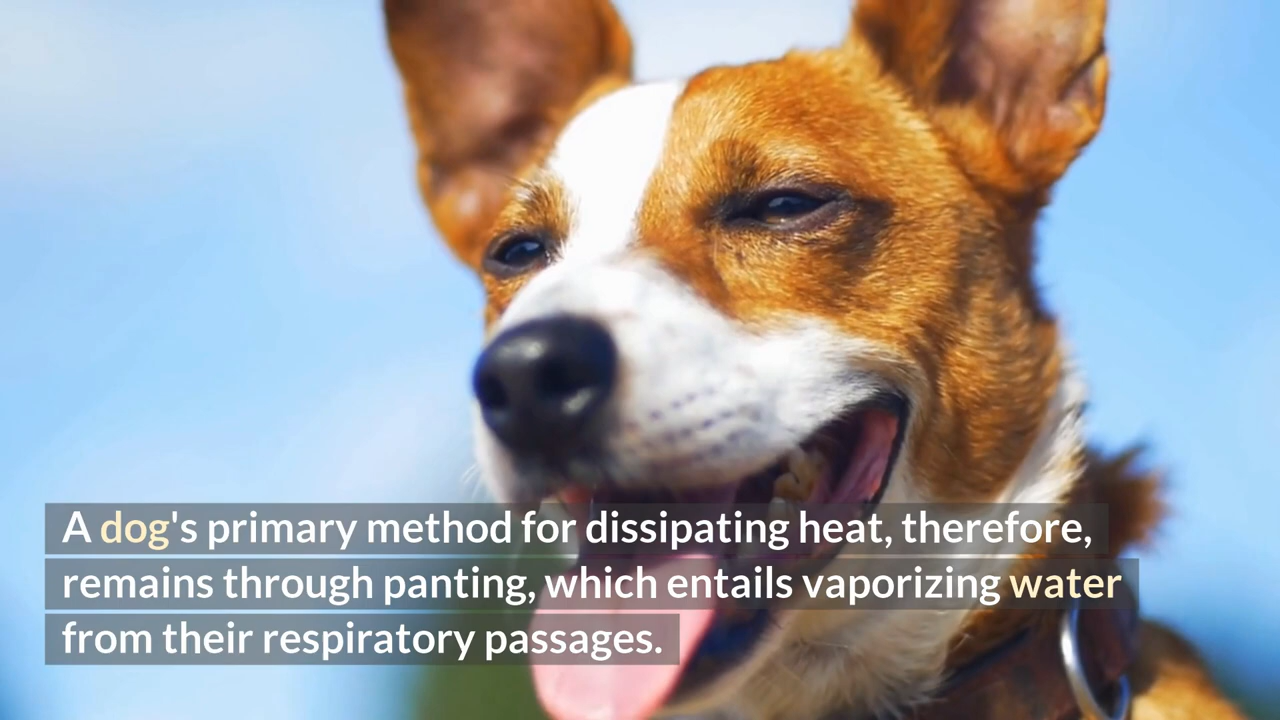 A dog's primary method for dissipating heat, therefore,
remains through panting, which entails vaporizing water
from their respiratory passages.